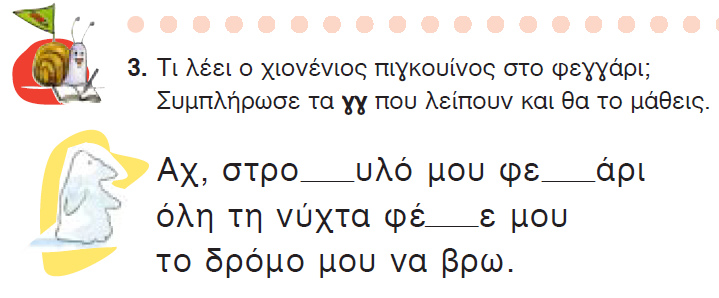 3. Τι λέει ο χιονένιος πιγκουίνος στο φεγγάρι;
Συμπλήρωσε τα γγ που λείπουν και θα το μάθεις.
Αχ, στρο___υλό μου φε___άρι
όλη τη νύχτα φέ___ε μου
το δρόμο μου να βρω.